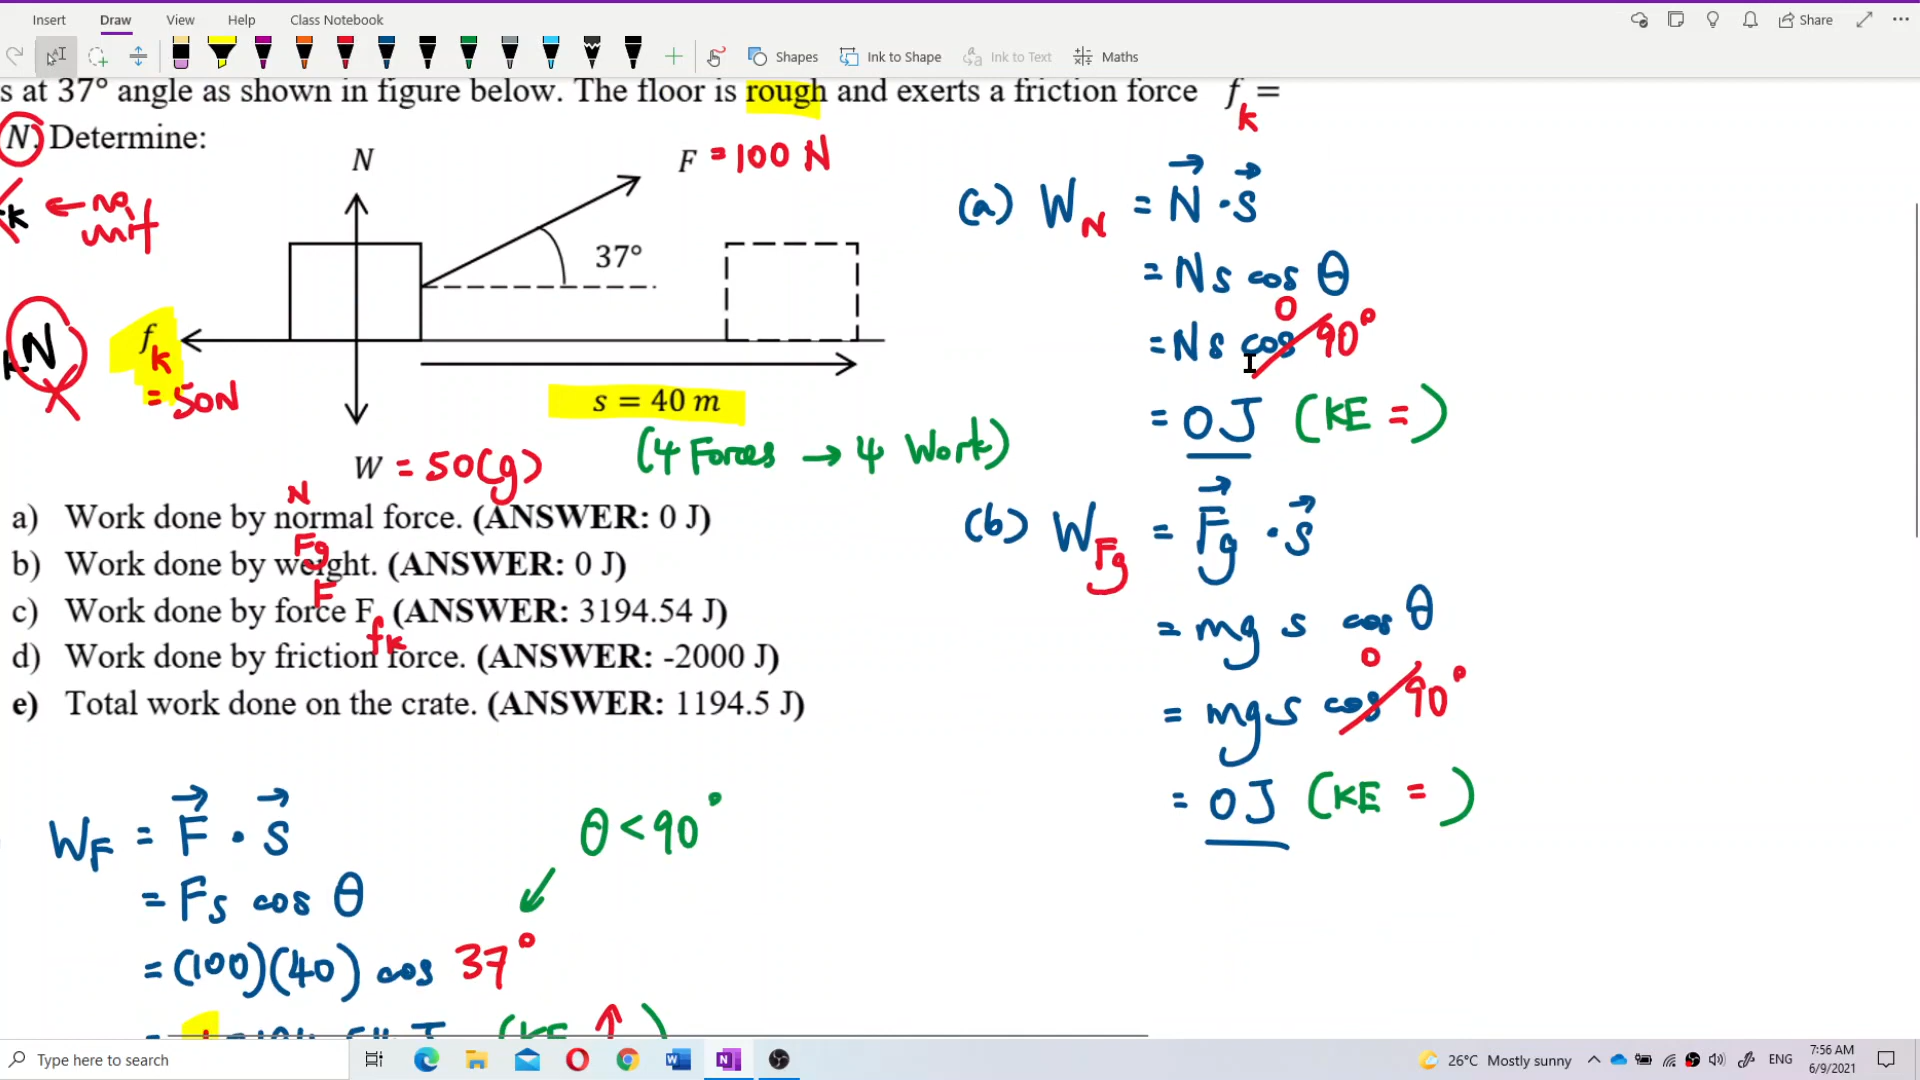 Insert Draw View Help Class Notebook Share
Shapes Ink to Shape Ink to Text Maths
s at 37° angle as shown in figure below. The floor is rough and exerts a friction force f k =
N. Determine:
k ← no unit
N
F = 100 N
37°
N
f k = 50N
s = 40 m
W = 50(g)
(4 Forces → 4 Work)
N
a) Work done by normal force. (ANSWER: 0 J)
Fg
b) Work done by weight. (ANSWER: 0 J)
F
c) Work done by force F. (ANSWER: 3194.54 J)
fk
d) Work done by friction force. (ANSWER: -2000 J)
e) Total work done on the crate. (ANSWER: 1194.5 J)
WF = F · s
= Fs cos θ
θ < 90°
= (100)(40) cos 37°
(a) WN = N · s
= Ns cos θ
0
= Ns cos 90°
= 0J (KE = )
(b) WFg = Fg · s
= mg s cos θ
0
= mgs cos 90°
= 0J (KE = )
Type here to search
26°C Mostly sunny ENG
7:56 AM
6/9/2021